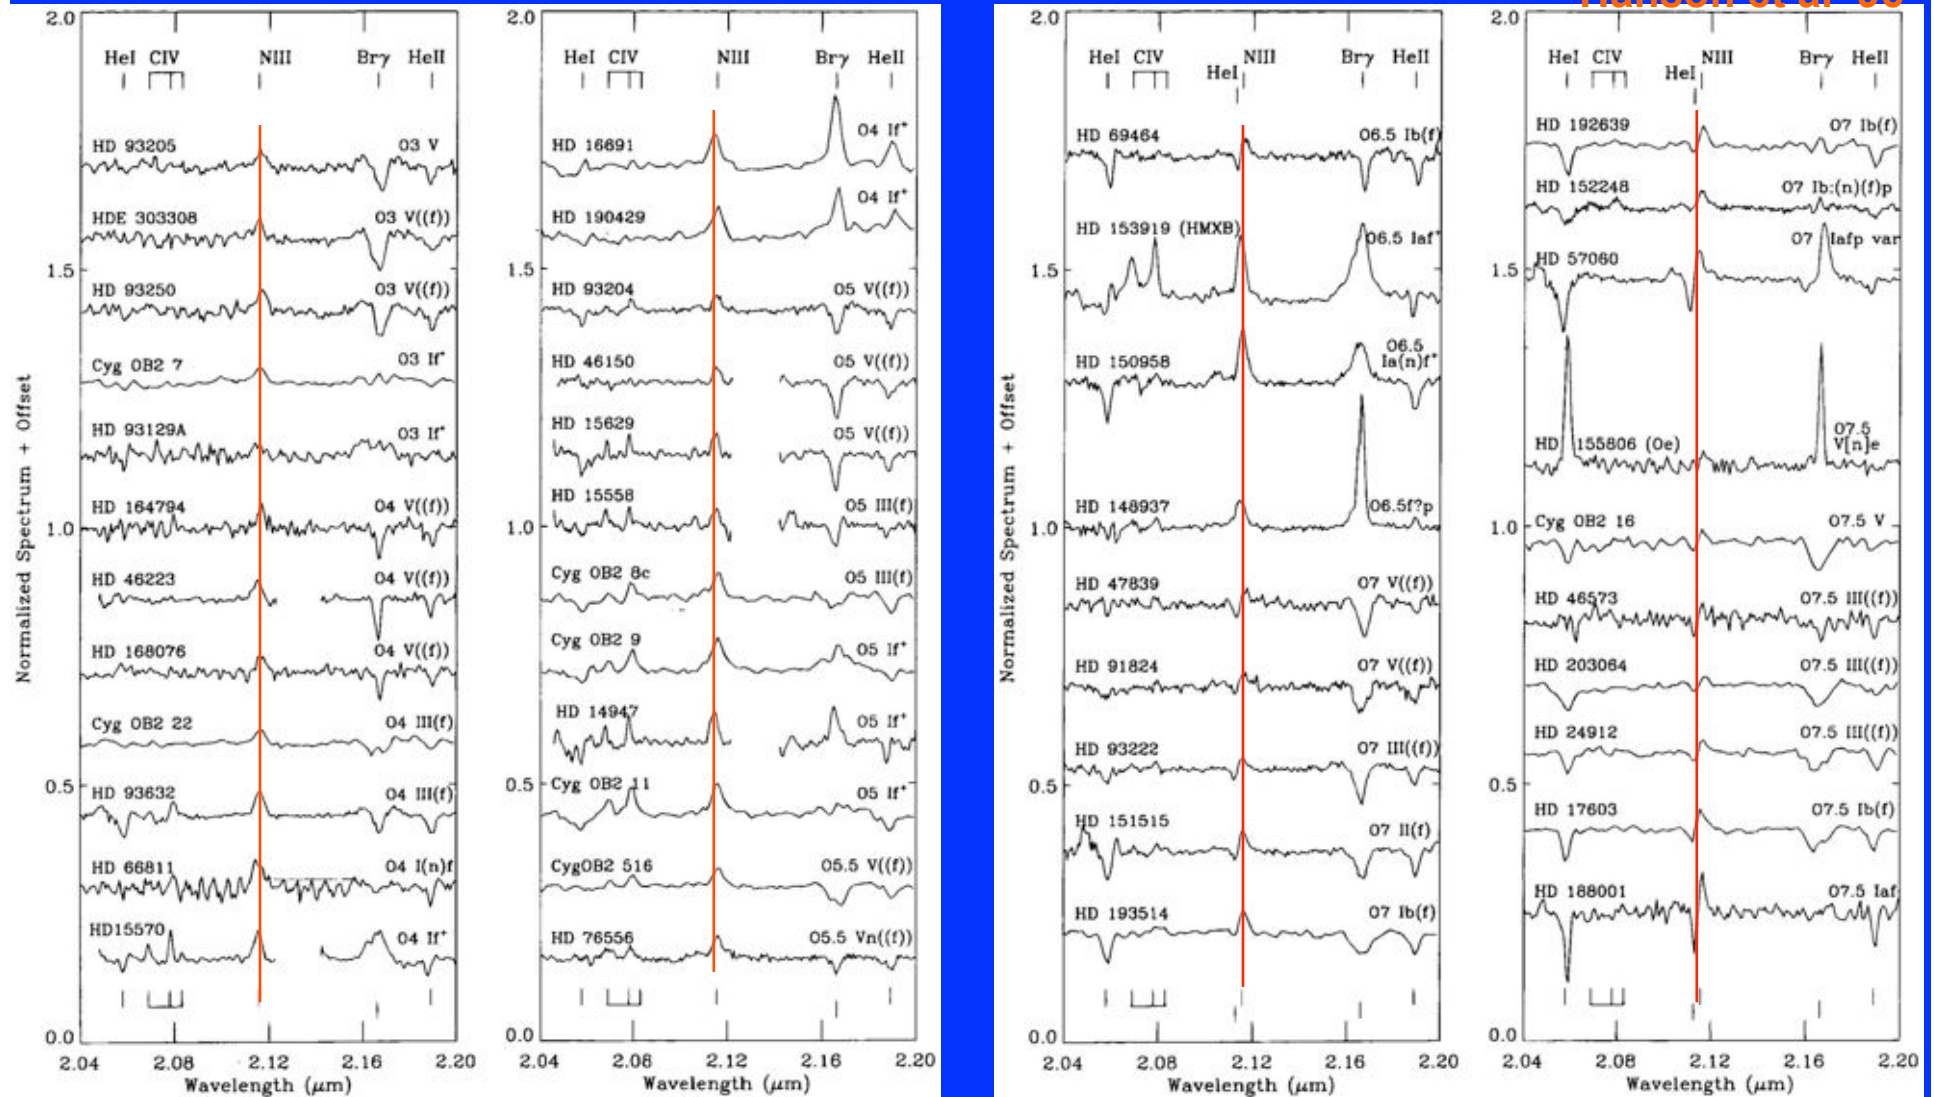 Hanson et al 96
2.0
HeI CIV NIII Brγ HeII
HD 93205 O3 V
HDE 303308 O3 V((f))
1.5
HD 93250 O3 V((f))
Cyg OB2 7 O3 If+
HD 93129A O3 If+
HD 164794 O4 V((f))
1.0
HD 46223 O4 V((f))
HD 168076 O4 V((f))
Cyg OB2 22 O4 III(f)
0.5
HD 93632 O4 III(f)
HD 66811 O4 I(n)f
HD15570 O4 If+
0.0
2.04 2.08 2.12 2.16 2.20
Wavelength (μm)
Normalized Spectrum + Offset
2.0
HeI CIV NIII Brγ HeII
HD 16691 O4 If+
HD 190429 O4 If+
1.5
HD 93204 O5 V((f))
HD 46150 O5 V((f))
HD 15629 O5 V((f))
HD 15558 O5 III(f)
1.0
Cyg OB2 8c O5 III(f)
Cyg OB2 9 O5 If+
HD 14947 O5 If+
0.5
Cyg OB2 11 O5 If+
CygOB2 516 O5.5 V((f))
HD 76556 O5.5 Vn((f))
0.0
2.04 2.08 2.12 2.16 2.20
Wavelength (μm)
2.0
HeI CIV NIII Brγ HeII
HeI
HD 69464 O6.5 Ib(f)
HD 153919 (HMXB) O6.5 Iaf+
1.5
HD 150958 O6.5
Ia(n)f+
HD 148937 O6.5f?p
1.0
HD 47839 O7 V((f))
HD 91824 O7 V((f))
HD 93222 O7 III((f))
0.5
HD 151515 O7 II(f)
HD 193514 O7 Ib(f)
0.0
2.04 2.08 2.12 2.16 2.20
Wavelength (μm)
Normalized Spectrum + Offset
2.0
HeI CIV NIII Brγ HeII
HeI
HD 192639 O7 Ib(f)
HD 152248 O7 Ib:(n)(f)p
HD 57060 O7 Iafp var
1.5
HD 155806 (Oe) O7.5
V[n]e
Cyg OB2 16 O7.5 V
1.0
HD 46573 O7.5 III((f))
HD 203064 O7.5 III((f))
HD 24912 O7.5 III((f))
0.5
HD 17603 O7.5 Ib(f)
HD 188001 O7.5 Iaf
0.0
2.04 2.08 2.12 2.16 2.20
Wavelength (μm)